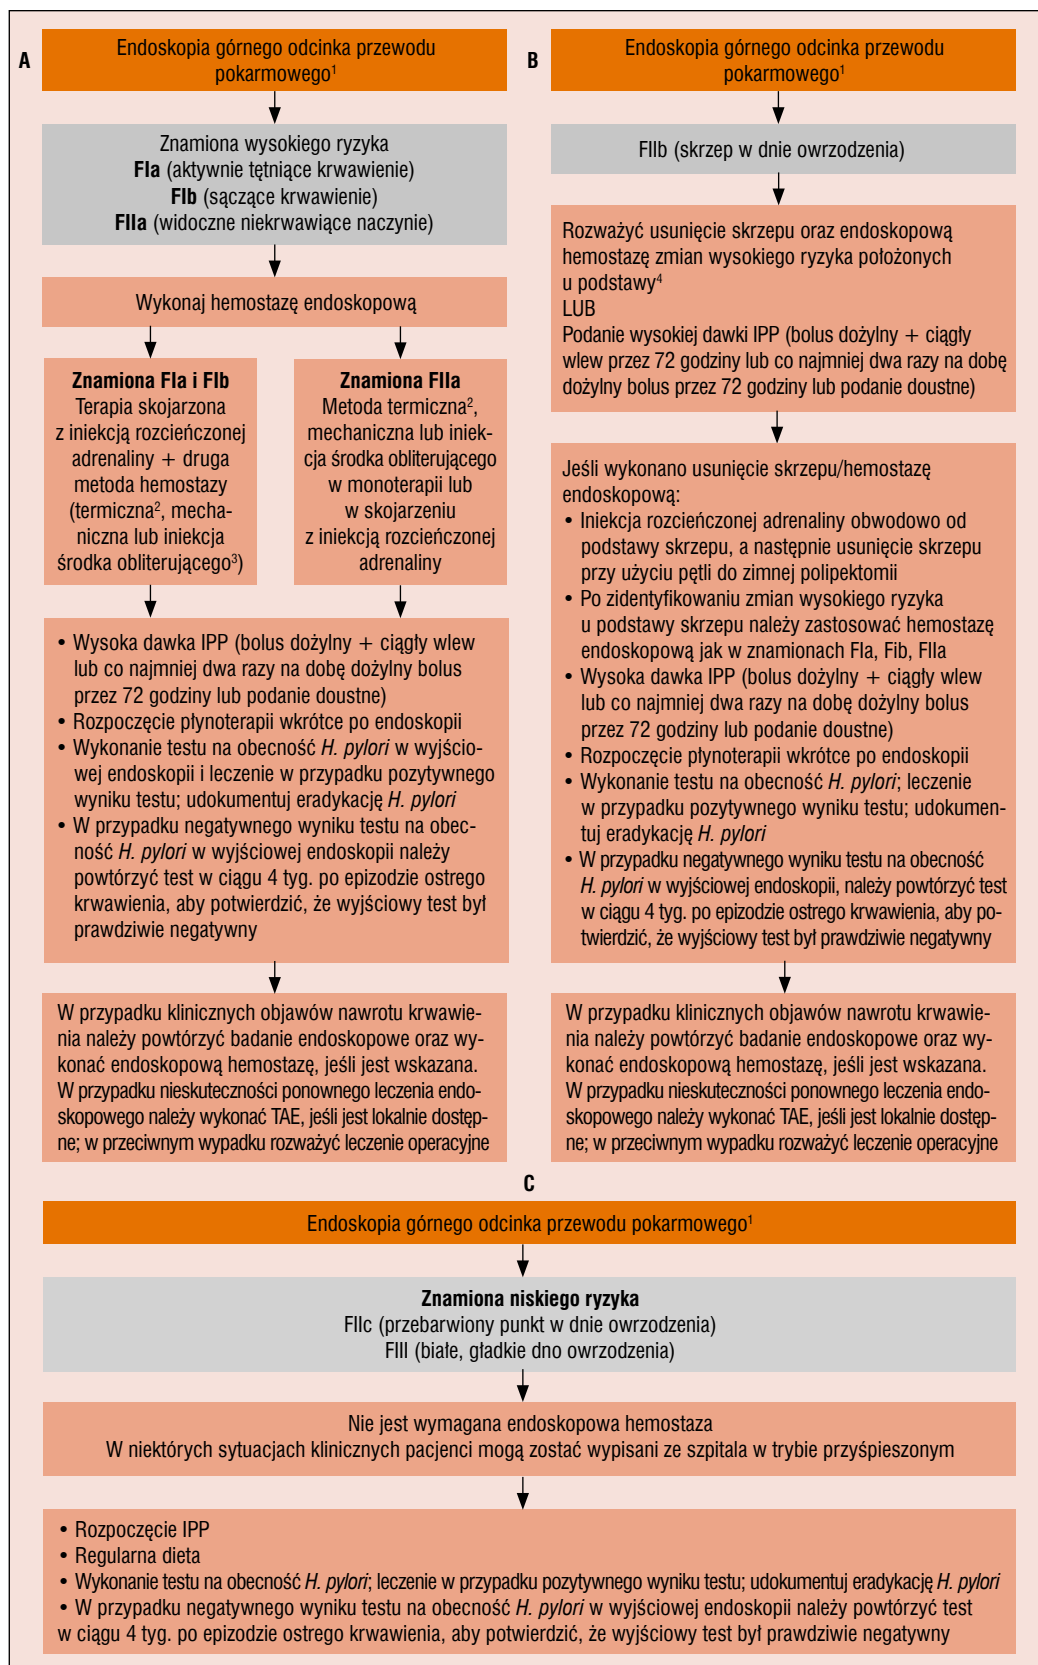 A
Endoskopia górnego odcinka przewodu
pokarmowego¹
Znamiona wysokiego ryzyka
FIa (aktywnie tętniące krwawienie)
FIb (sączące krwawienie)
FIIa (widoczne niekrwawiące naczynie)
Wykonaj hemostazę endoskopową
Znamiona FIa i FIb
Terapia skojarzona
z iniekcją rozcieńczonej
adrenaliny + druga
metoda hemostazy
(termiczna², mecha-
niczna lub iniekcja
środka obliterującego³)
Znamiona FIIa
Metoda termiczna²,
mechaniczna lub iniek-
cja środka obliterującego
w monoterapii lub
w skojarzeniu
z iniekcją rozcieńczonej
adrenaliny
• Wysoka dawka IPP (bolus dożylny + ciągły wlew
lub co najmniej dwa razy na dobę dożylny bolus
przez 72 godziny lub podanie doustne)
• Rozpoczęcie płynoterapii wkrótce po endoskopii
• Wykonanie testu na obecność H. pylori w wyjścio-
wej endoskopii i leczenie w przypadku pozytywnego
wyniku testu; udokumentuj eradykację H. pylori
• W przypadku negatywnego wyniku testu na obec-
ność H. pylori w wyjściowej endoskopii należy
powtórzyć test w ciągu 4 tyg. po epizodzie ostrego
krwawienia, aby potwierdzić, że wyjściowy test był
prawdziwie negatywny
W przypadku klinicznych objawów nawrotu krwawie-
nia należy powtórzyć badanie endoskopowe oraz wy-
konać endoskopową hemostazę, jeśli jest wskazana.
W przypadku nieskuteczności ponownego leczenia endo-
skopowego należy wykonać TAE, jeśli jest lokalnie dostęp-
ne; w przeciwnym wypadku rozważyć leczenie operacyjne
B
Endoskopia górnego odcinka przewodu
pokarmowego¹
FIIb (skrzep w dnie owrzodzenia)
Rozważyć usunięcie skrzepu oraz endoskopową
hemostazę zmian wysokiego ryzyka położonych
u podstawy⁴
LUB
Podanie wysokiej dawki IPP (bolus dożylny + ciągły
wlew przez 72 godziny lub co najmniej dwa razy na dobę
dożylny bolus przez 72 godziny lub podanie doustne)
Jeśli wykonano usunięcie skrzepu/hemostazę
endoskopową:
• Iniekcja rozcieńczonej adrenaliny obwodowo od
podstawy skrzepu, a następnie usunięcie skrzepu
przy użyciu pętli do zimnej polipektomii
• Po zidentyfikowaniu zmian wysokiego ryzyka
u podstawy skrzepu należy zastosować hemostazę
endoskopową jak w znamionach FIa, Fib, FIIa
• Wysoka dawka IPP (bolus dożylny + ciągły wlew
lub co najmniej dwa razy na dobę dożylny bolus
przez 72 godziny lub podanie doustne)
• Rozpoczęcie płynoterapii wkrótce po endoskopii
• Wykonanie testu na obecność H. pylori; leczenie
w przypadku pozytywnego wyniku testu; udokumen-
tuj eradykację H. pylori
• W przypadku negatywnego wyniku testu na obecność
H. pylori w wyjściowej endoskopii, należy powtórzyć test
w ciągu 4 tyg. po epizodzie ostrego krwawienia, aby po-
twierdzić, że wyjściowy test był prawdziwie negatywny
W przypadku klinicznych objawów nawrotu krwawie-
nia należy powtórzyć badanie endoskopowe oraz wy-
konać endoskopową hemostazę, jeśli jest wskazana.
W przypadku nieskuteczności ponownego leczenia endo-
skopowego należy wykonać TAE, jeśli jest lokalnie dostęp-
ne; w przeciwnym wypadku rozważyć leczenie operacyjne
C
Endoskopia górnego odcinka przewodu pokarmowego¹
Znamiona niskiego ryzyka
FIIc (przebarwiony punkt w dnie owrzodzenia)
FIII (białe, gładkie dno owrzodzenia)
Nie jest wymagana endoskopowa hemostaza
W niektórych sytuacjach klinicznych pacjenci mogą zostać wypisani ze szpitala w trybie przyśpieszonym
• Rozpoczęcie IPP
• Regularna dieta
• Wykonanie testu na obecność H. pylori; leczenie w przypadku pozytywnego wyniku testu; udokumentuj eradykację H. pylori
• W przypadku negatywnego wyniku testu na obecność H. pylori w wyjściowej endoskopii należy powtórzyć test
w ciągu 4 tyg. po epizodzie ostrego krwawienia, aby potwierdzić, że wyjściowy test był prawdziwie negatywny